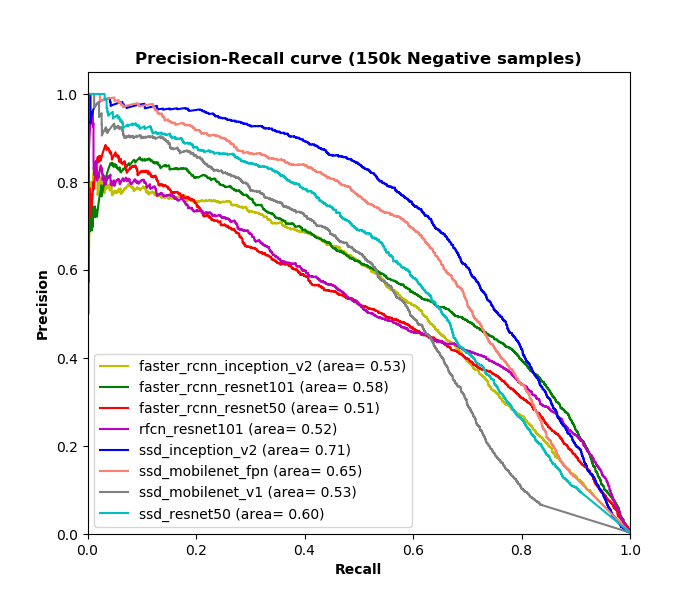 Precision-Recall curve (150k Negative samples)
1.0
0.8
0.6
0.4
0.2
0.0
Precision
faster_rcnn_inception_v2 (area= 0.53)
faster_rcnn_resnet101 (area= 0.58)
faster_rcnn_resnet50 (area= 0.51)
rfcn_resnet101 (area= 0.52)
ssd_inception_v2 (area= 0.71)
ssd_mobilenet_fpn (area= 0.65)
ssd_mobilenet_v1 (area= 0.53)
ssd_resnet50 (area= 0.60)
0.0 0.2 0.4 0.6 0.8 1.0
Recall